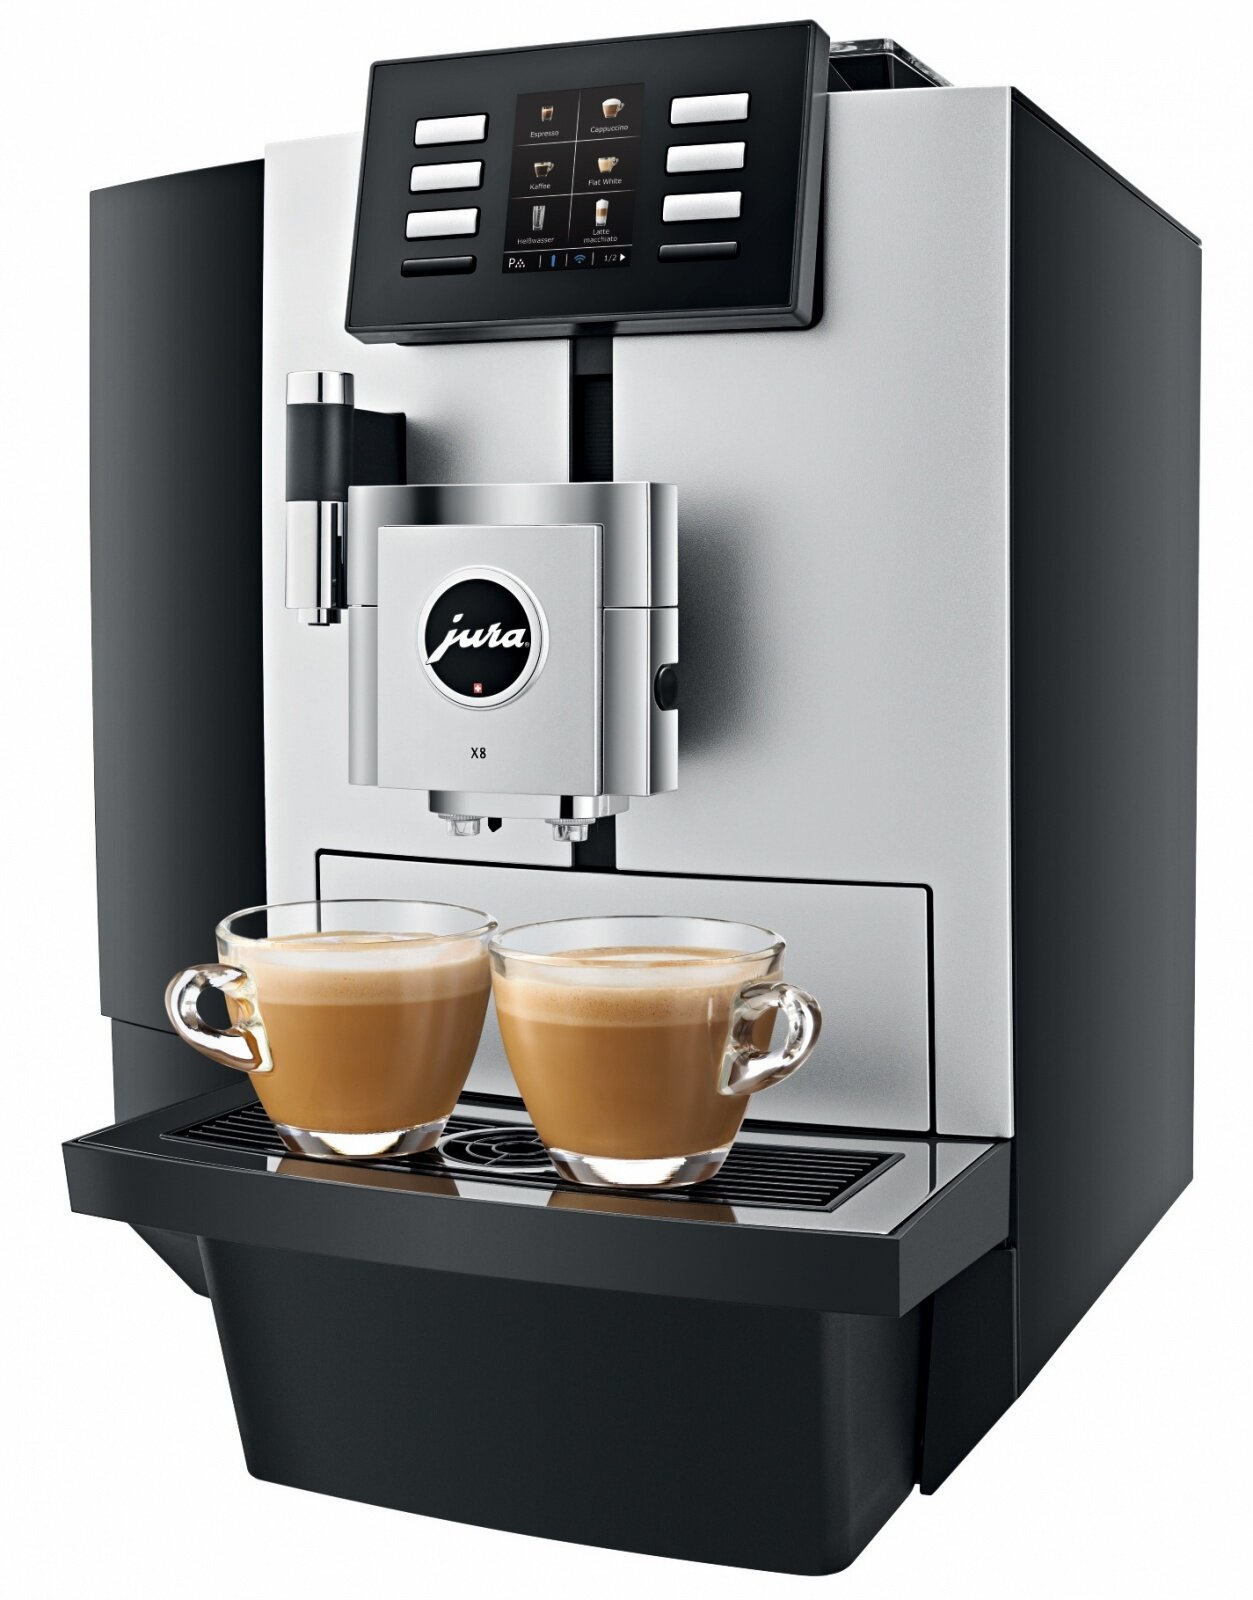 Espresso
Cappuccino
Kaffee
Flat White
Heißwasser
Latte
macchiato
P
1/2
jura
X8